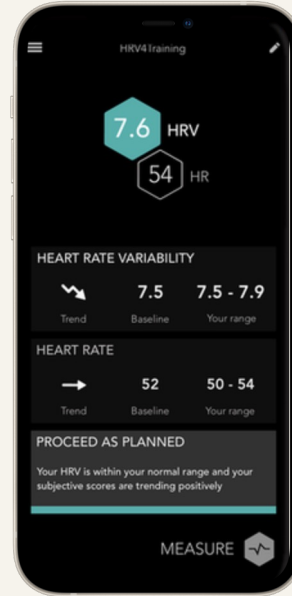 HRV4Training
7.6 HRV
54 HR
HEART RATE VARIABILITY
7.5 7.5 - 7.9
Trend Baseline Your range
HEART RATE
52 50 - 54
Trend Baseline Your range
PROCEED AS PLANNED
Your HRV is within your normal range and your
subjective scores are trending positively
MEASURE